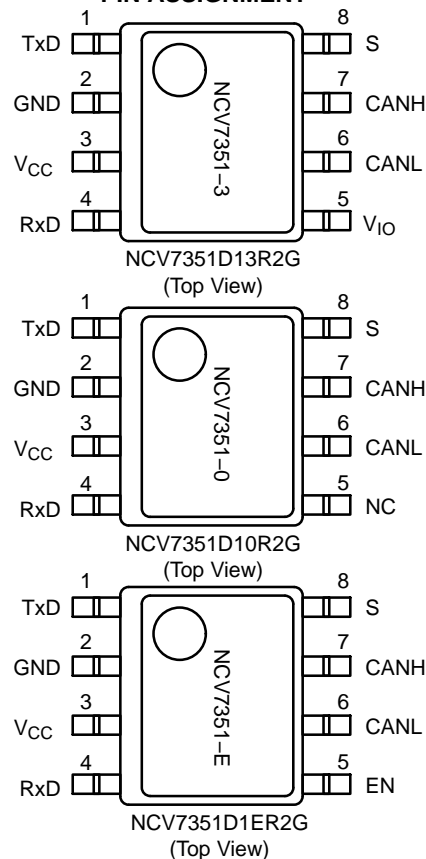 PIN ASSIGNMENT
1 8
TxD S
2 7
GND CANH
3 6
VCC CANL
4 5
RxD VIO
NCV7351–3
NCV7351D13R2G
(Top View)
1 8
TxD S
2 7
GND CANH
3 6
VCC CANL
4 5
RxD NC
NCV7351–0
NCV7351D10R2G
(Top View)
1 8
TxD S
2 7
GND CANH
3 6
VCC CANL
4 5
RxD EN
NCV7351–E
NCV7351D1ER2G
(Top View)